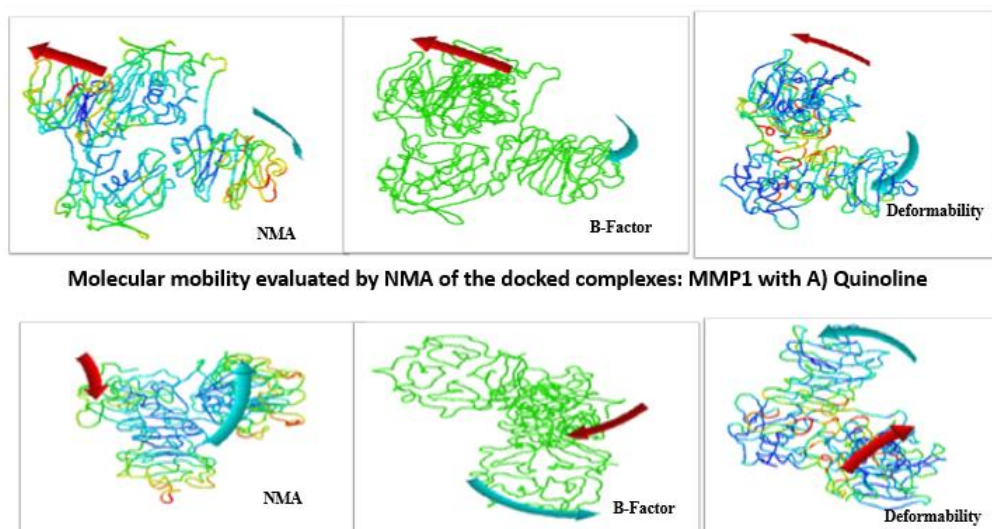 NMA
B-Factor
Deformability
Molecular mobility evaluated by NMA of the docked complexes: MMP1 with A) Quinoline
NMA
B-Factor
Deformability